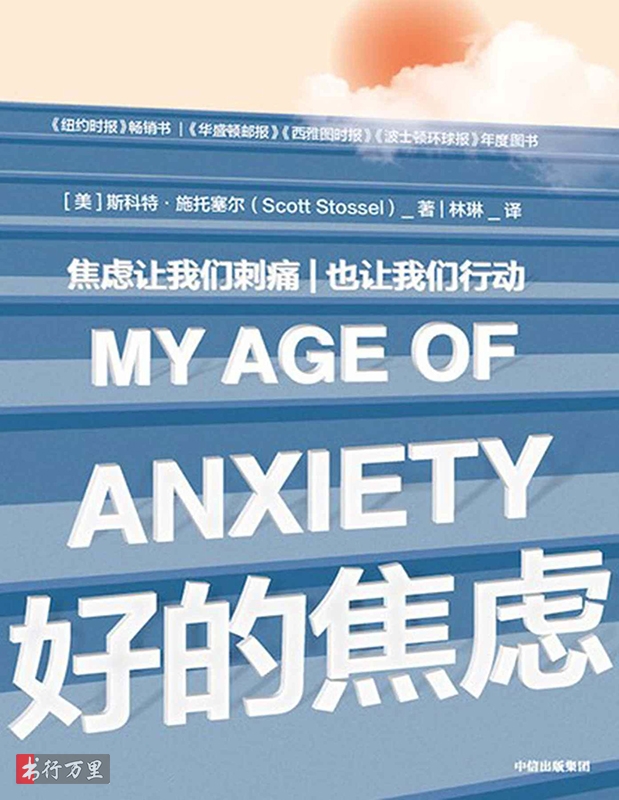 《纽约时报》畅销书 |《华盛顿邮报》《西雅图时报》《波士顿环球报》年度图书
[美]斯科特·施托塞尔（Scott Stossel）_著|林琳_译
焦虑让我们刺痛|也让我们行动
MY AGE OF
ANXIETY
好的焦虑
书行万里
中信出版集团